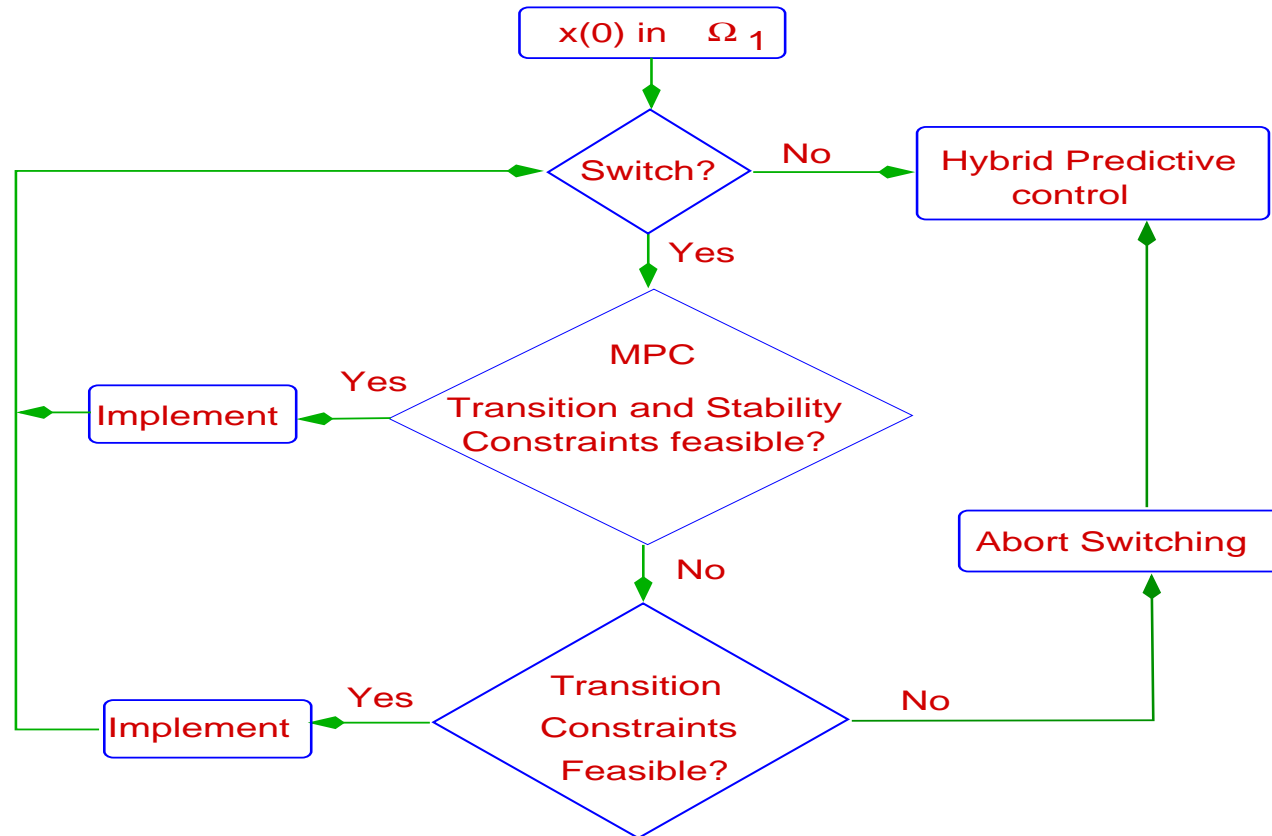 x(0) in Ω 1
Switch?
No
Hybrid Predictive
control
Yes
MPC
Transition and Stability
Constraints feasible?
Yes
Implement
No
Abort Switching
Transition
Constraints
Feasible?
Yes
Implement
No